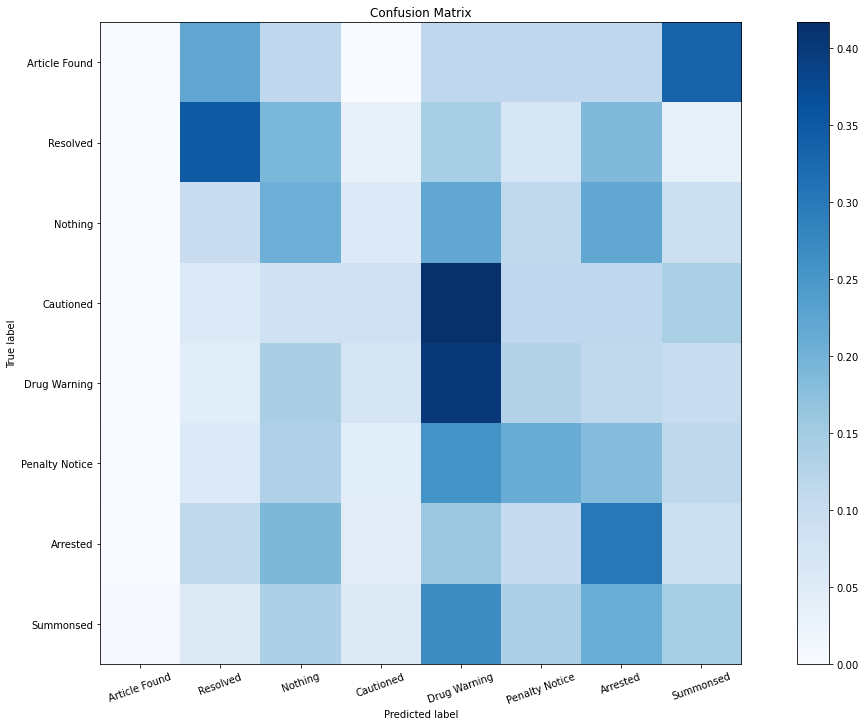 Confusion Matrix
Article Found
Resolved
Nothing
Cautioned
Drug Warning
Penalty Notice
Arrested
Summonsed
True label
Article Found
Resolved
Nothing
Cautioned
Drug Warning
Penalty Notice
Arrested
Summonsed
Predicted label
0.40
0.35
0.30
0.25
0.20
0.15
0.10
0.05
0.00